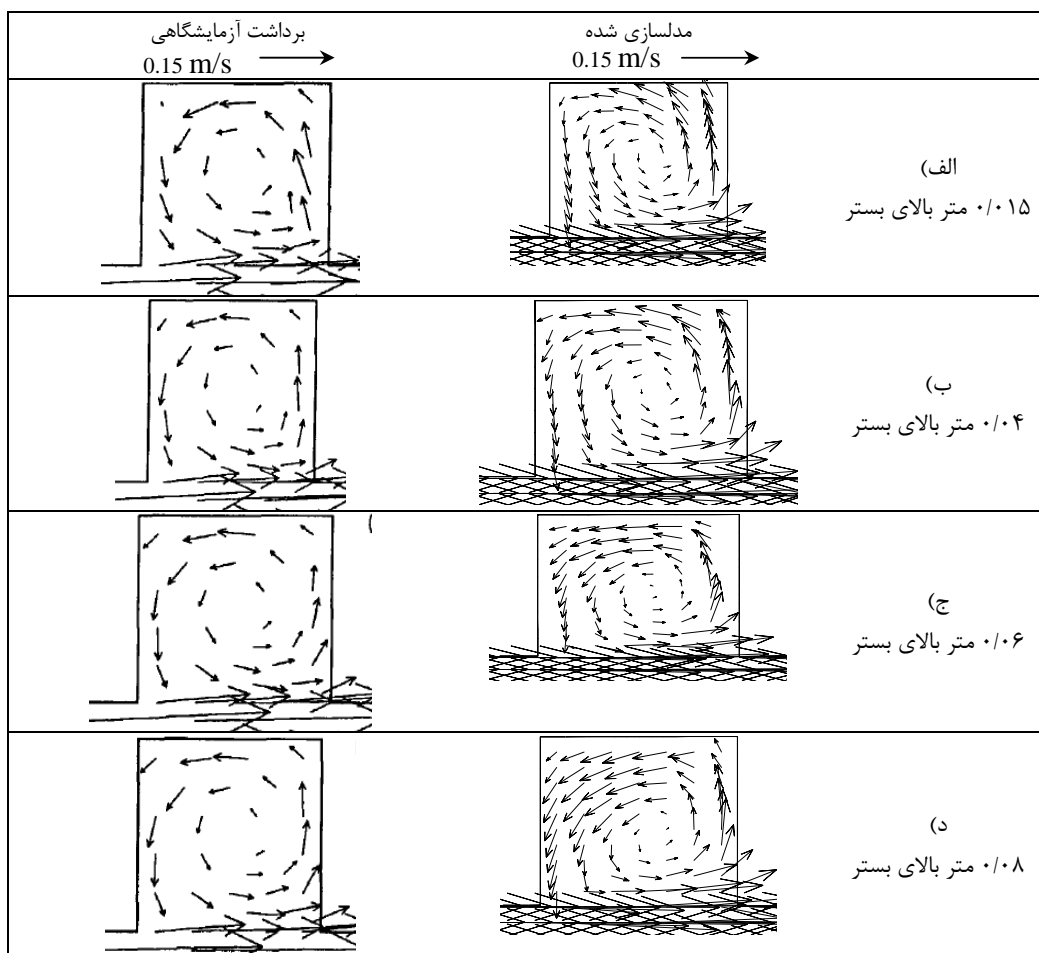 مدلسازی شده
0.15 m/s
برداشت آزمایشگاهی
0.15 m/s
الف)
۰/۰۱۵ متر بالای بستر
ب)
۰/۰۴ متر بالای بستر
ج)
۰/۰۶ متر بالای بستر
د)
۰/۰۸ متر بالای بستر